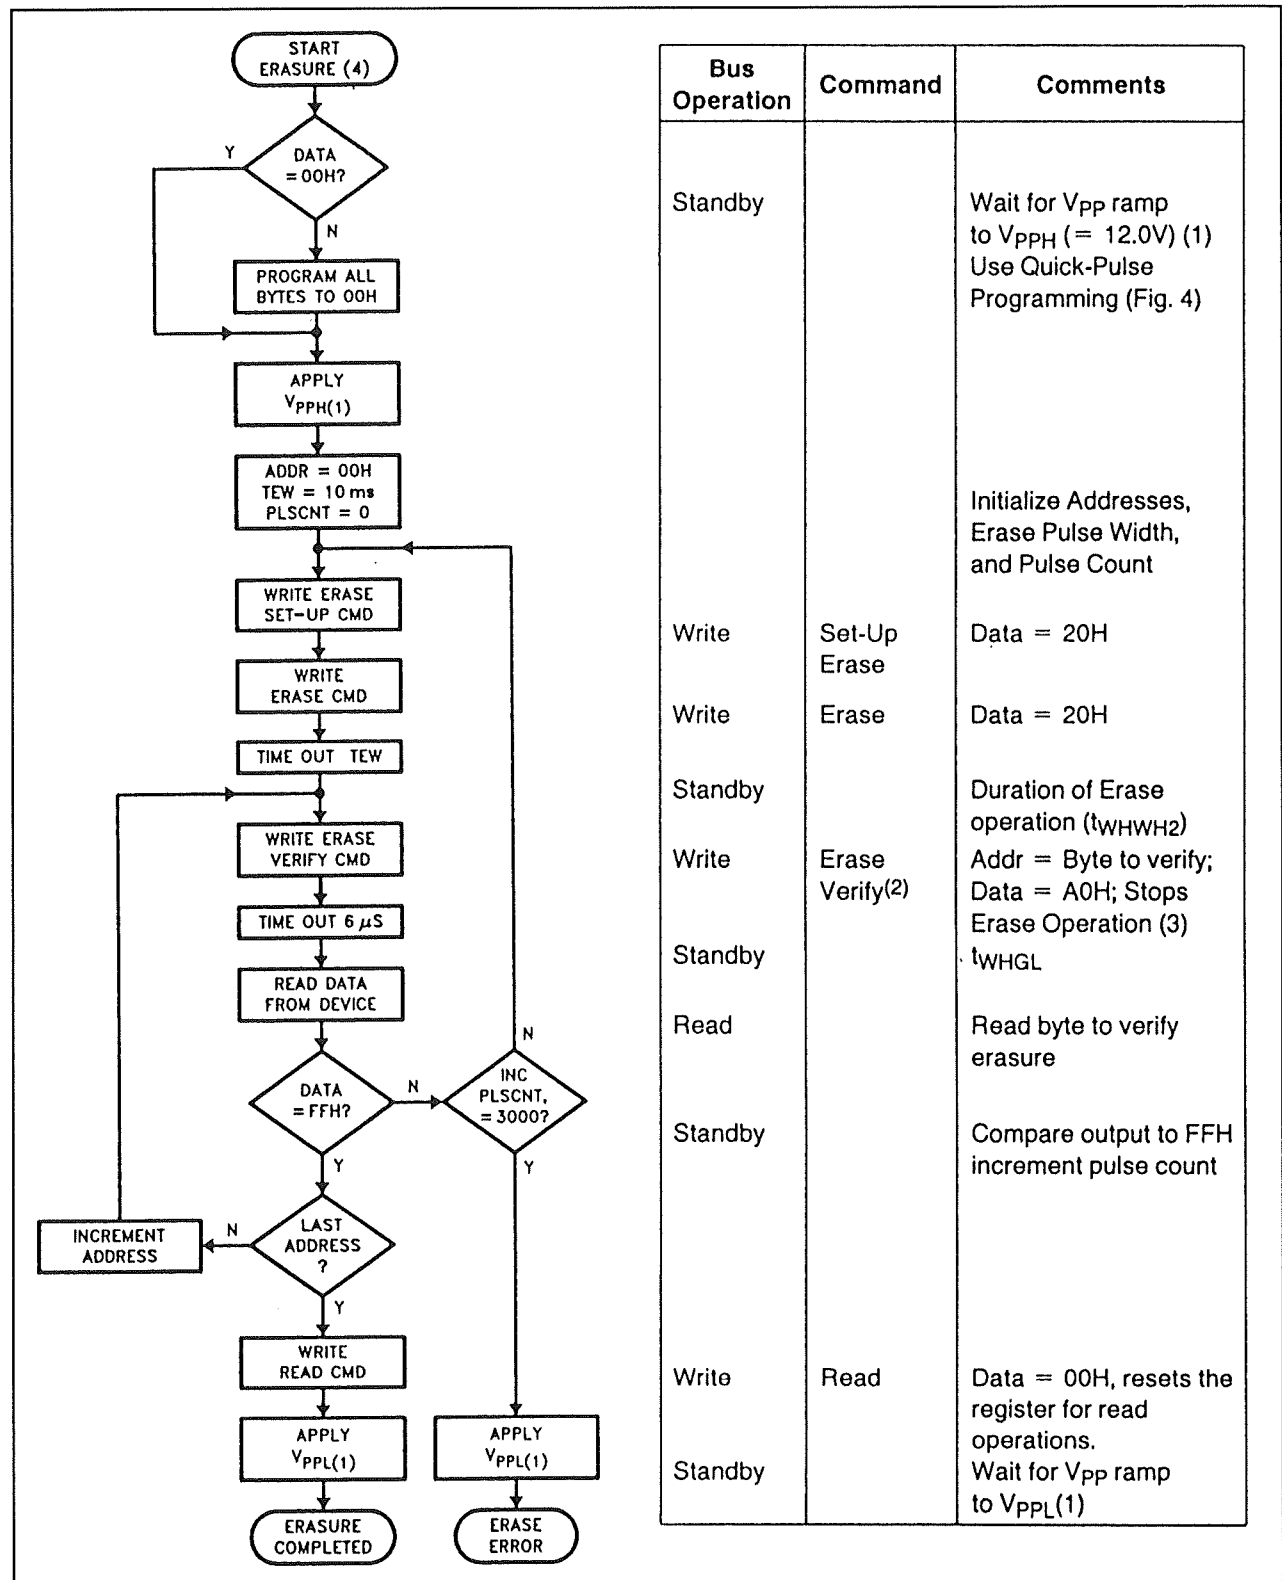 START
ERASURE (4)
Y
DATA
=00H?
N
PROGRAM ALL
BYTES TO 00H
APPLY
VPPH(1)
ADDR = 00H
TEW = 10 ms
PLSCNT = 0
WRITE ERASE
SET-UP CMD
WRITE
ERASE CMD
TIME OUT TEW
WRITE ERASE
VERIFY CMD
TIME OUT 6 μS
READ DATA
FROM DEVICE
DATA
=FFH?
N
Y
N
INC
PLSCNT,
=3000?
Y
INCREMENT
ADDRESS
N
LAST
ADDRESS
?
Y
WRITE
READ CMD
APPLY
VPPL(1)
ERASURE
COMPLETED
APPLY
VPPL(1)
ERASE
ERROR
Bus Operation Command Comments
Standby Wait for VPP ramp
to VPPH (= 12.0V) (1)
Use Quick-Pulse
Programming (Fig. 4)
Initialize Addresses,
Erase Pulse Width,
and Pulse Count
Write Set-Up Data = 20H
Erase
Write Erase Data = 20H
Standby Duration of Erase
operation (tWHWH2)
Write Erase Addr = Byte to verify;
Verify(2) Data = A0H; Stops
Erase Operation (3)
Standby tWHGL
Read Read byte to verify
erasure
Standby Compare output to FFH
increment pulse count
Write Read Data = 00H, resets the
register for read
operations.
Standby Wait for VPP ramp
to VPPL(1)